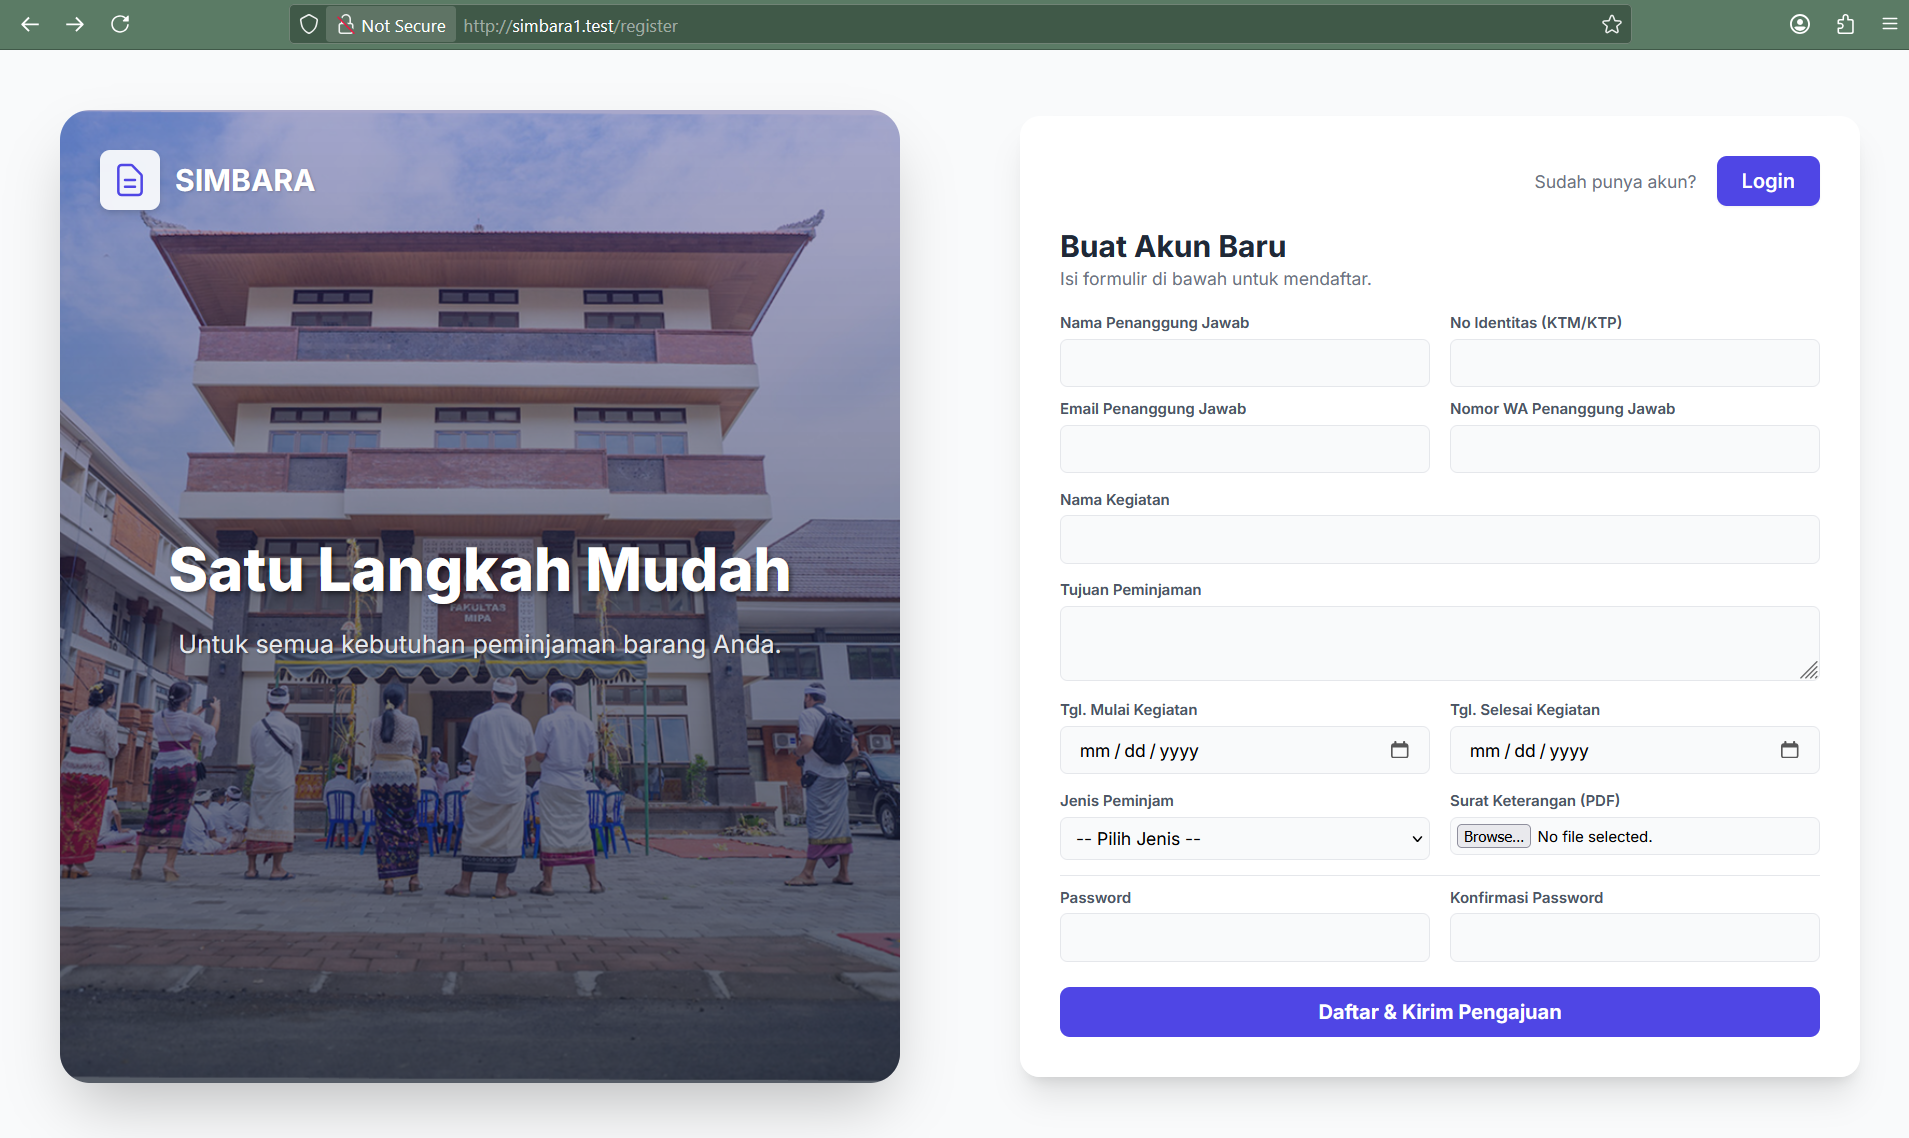 Not Secure http://simbara1.test/register
SIMBARA
Satu Langkah Mudah
FAKULTAS
MIPA
Untuk semua kebutuhan peminjaman barang Anda.
Sudah punya akun? Login
Buat Akun Baru
Isi formulir di bawah untuk mendaftar.
Nama Penanggung Jawab No Identitas (KTM/KTP)
Email Penanggung Jawab Nomor WA Penanggung Jawab
Nama Kegiatan
Tujuan Peminjaman
Tgl. Mulai Kegiatan Tgl. Selesai Kegiatan
mm / dd / yyyy mm / dd / yyyy
Jenis Peminjam Surat Keterangan (PDF)
-- Pilih Jenis -- Browse... No file selected.
Password Konfirmasi Password
Daftar & Kirim Pengajuan